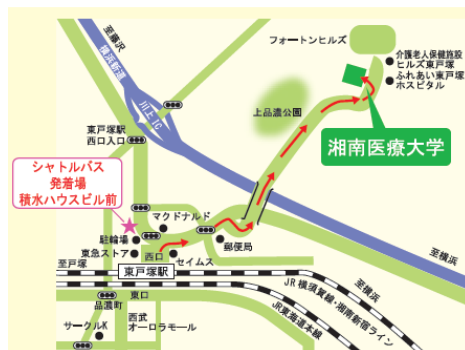 至藤沢
横浜新道
川上IC
フォートンヒルズ
介護老人保健施設
ヒルズ東戸塚
ふれあい東戸塚
ホスピタル
上品濃公園
湘南医療大学
東戸塚駅
西口入口
シャトルバス
発着場
積水ハウスビル前
マクドナルド
駐輪場
東急ストア
西口
セイムス
郵便局
至横浜
至戸塚
東戸塚駅
至横浜
JR横須賀線・湘南新宿ライン
JR東海道本線
東口
品濃町
サークルK
西武
オーロラモール